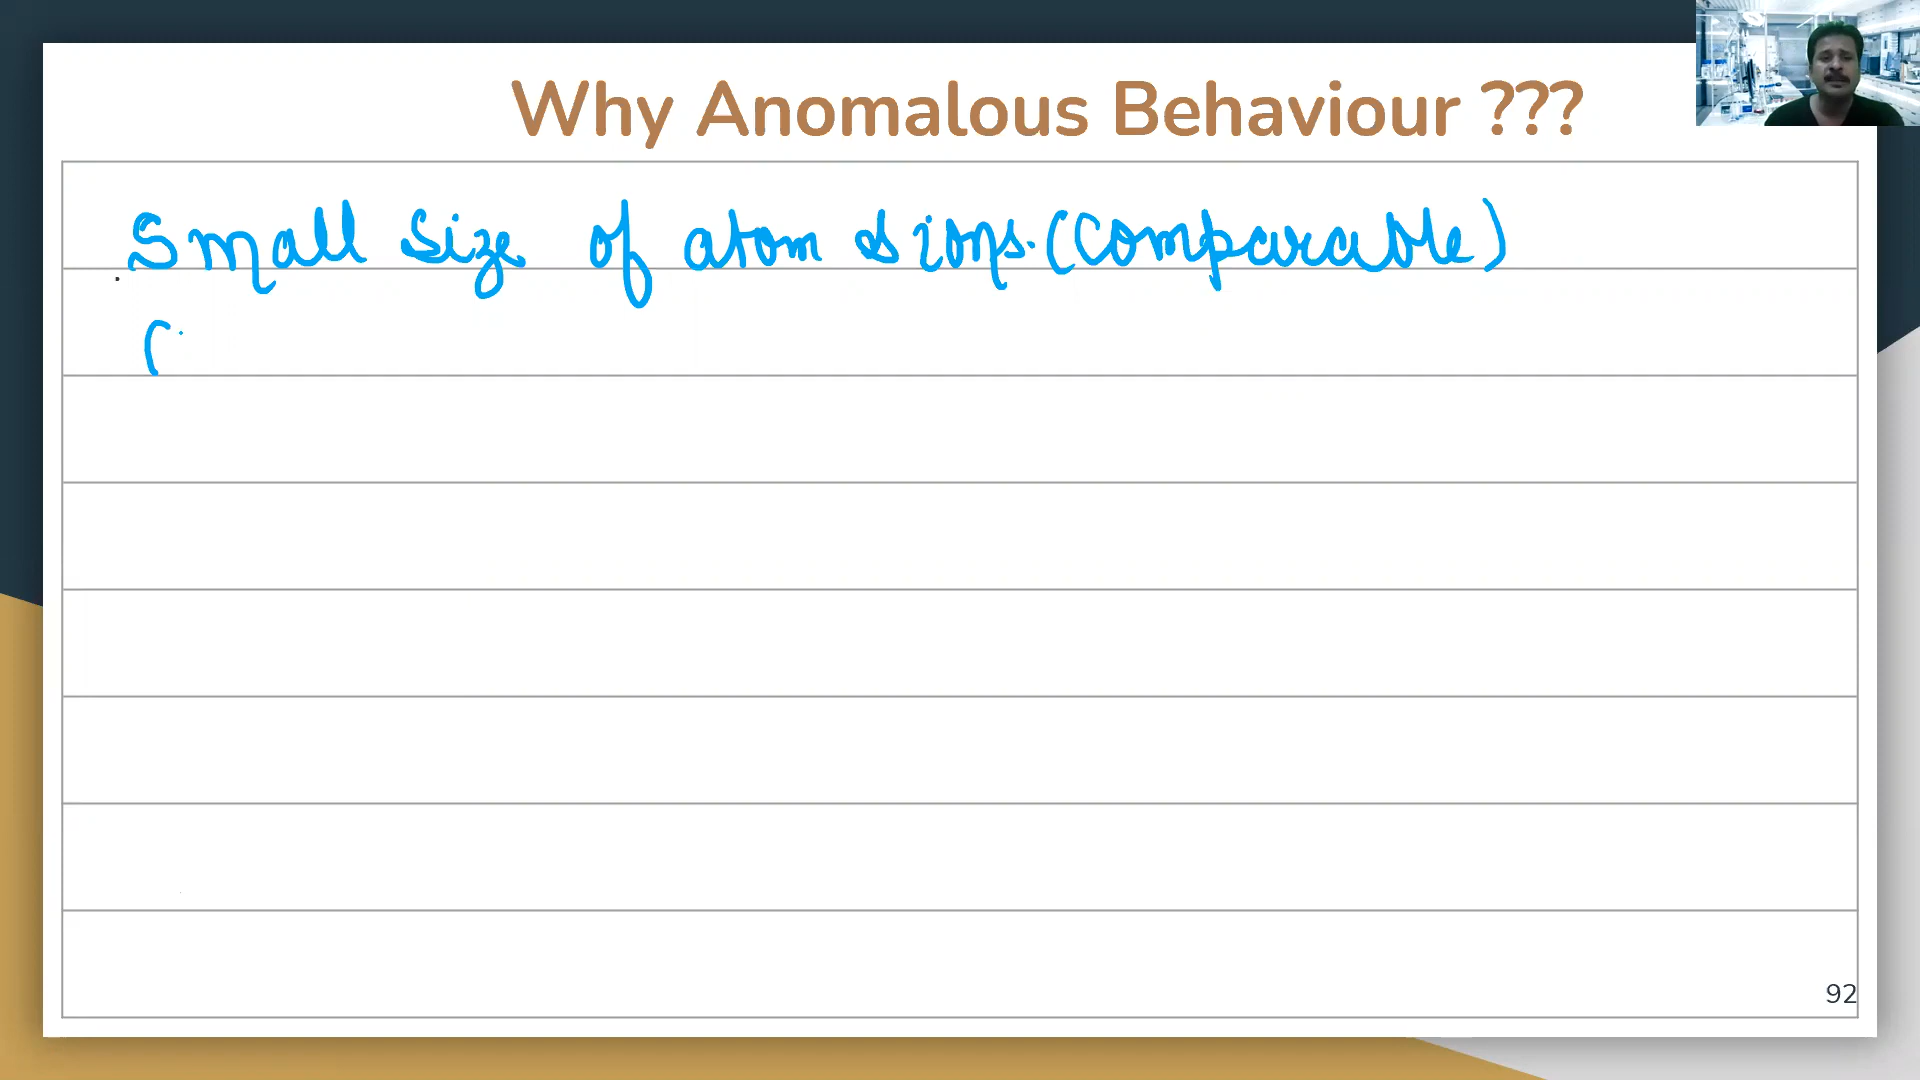 Why Anomalous Behaviour ???
Small size of atom & ions. (Comparable)
(
92